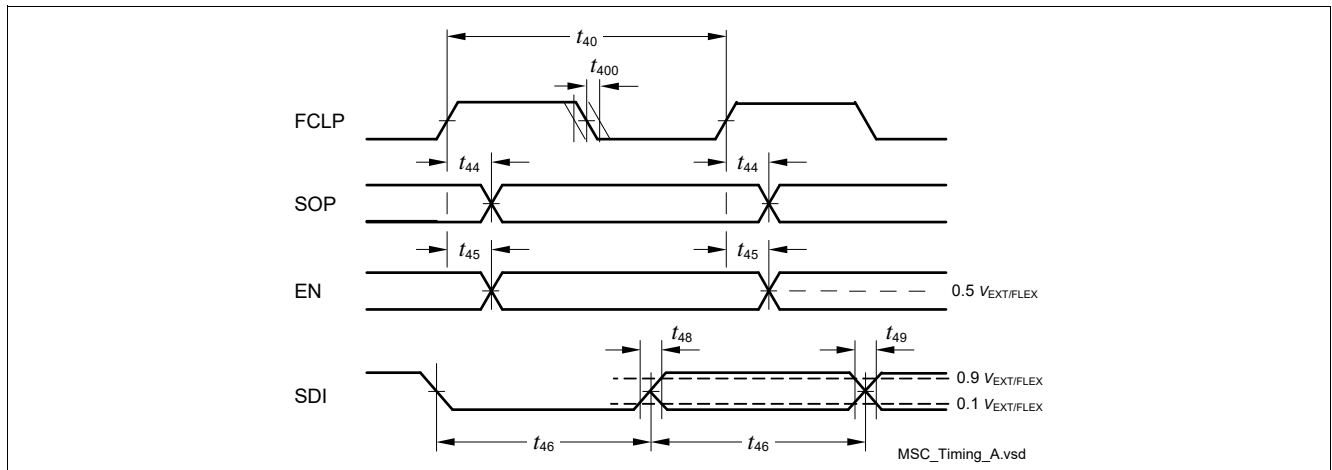 t40
t400
FCLP
t44 t44
SOP
t45 t45
EN
0.5 VEXT/FLEX
t48 t49
0.9 VEXT/FLEX
SDI
0.1 VEXT/FLEX
t46 t46
MSC_Timing_A.vsd